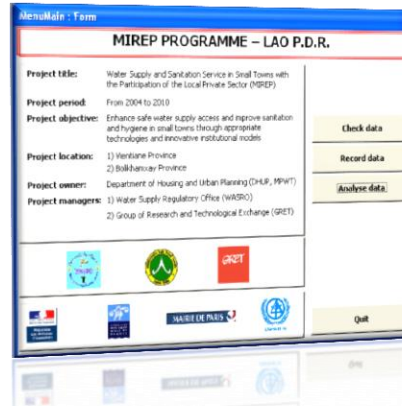 MenuMain : Form
MIREP PROGRAMME – LAO P.D.R.
Project title: Water Supply and Sanitation Service in Small Towns with
the Participation of the Local Private Sector (MIREP)
Project period: From 2004 to 2010
Project objective: Enhance safe water supply access and improve sanitation
and hygiene in small towns through appropriate
technologies and innovative institutional models
Project location: 1) Vientiane Province
2) Bolikhanxay Province
Project owner: Department of Housing and Urban Planning (DHUP, MPWT)
Project managers: 1) Water Supply Regulatory Office (WASRO)
2) Group of Research and Technological Exchange (GRET)
Check data
Record data
Analyse data
GRET
MAIRIE DE PARIS
Quit